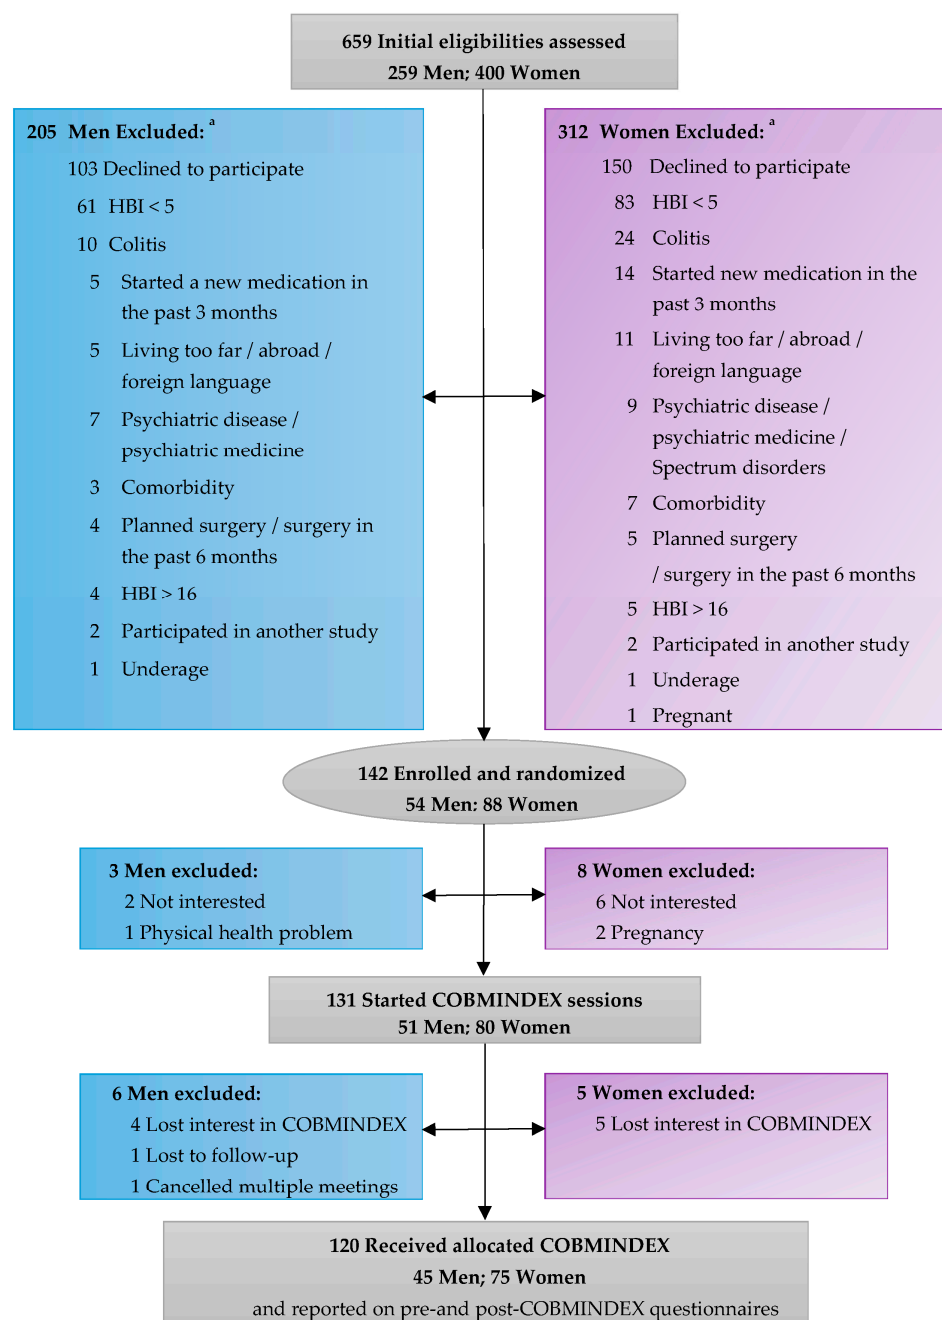 659 Initial eligibilities assessed
259 Men; 400 Women
205 Men Excluded: a
103 Declined to participate
61 HBI < 5
10 Colitis
5 Started a new medication in
the past 3 months
5 Living too far / abroad /
foreign language
7 Psychiatric disease /
psychiatric medicine
3 Comorbidity
4 Planned surgery / surgery in
the past 6 months
4 HBI > 16
2 Participated in another study
1 Underage
312 Women Excluded: a
150 Declined to participate
83 HBI < 5
24 Colitis
14 Started new medication in the
past 3 months
11 Living too far / abroad /
foreign language
9 Psychiatric disease /
psychiatric medicine /
Spectrum disorders
7 Comorbidity
5 Planned surgery
/ surgery in the past 6 months
5 HBI > 16
2 Participated in another study
1 Underage
1 Pregnant
142 Enrolled and randomized
54 Men: 88 Women
3 Men excluded:
2 Not interested
1 Physical health problem
8 Women excluded:
6 Not interested
2 Pregnancy
131 Started COBMINDEX sessions
51 Men; 80 Women
6 Men excluded:
4 Lost interest in COBMINDEX
1 Lost to follow-up
1 Cancelled multiple meetings
5 Women excluded:
5 Lost interest in COBMINDEX
120 Received allocated COBMINDEX
45 Men; 75 Women
and reported on pre-and post-COBMINDEX questionnaires